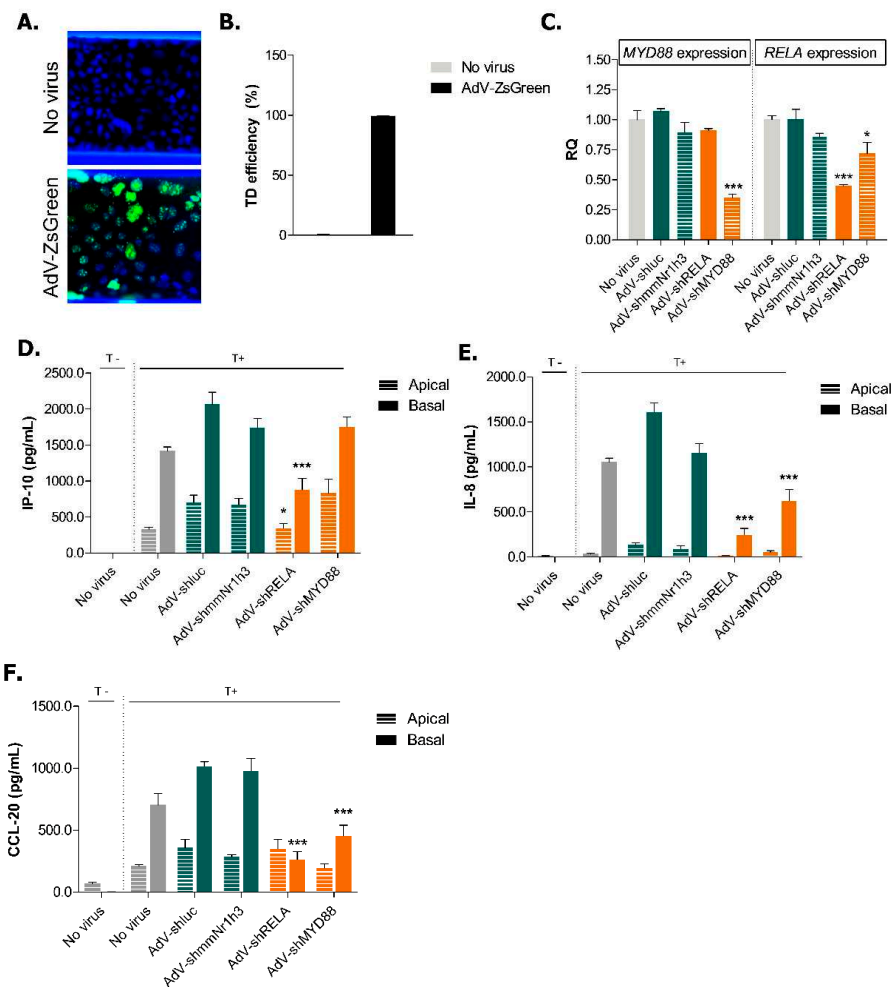 A.
No virus
AdV-ZsGreen
B.
TD efficiency (%)
150
100
50
0
No virus
AdV-ZsGreen
C.
MYD88 expression
RELA expression
RQ
1.50
1.25
1.00
0.75
0.50
0.25
0.00
***
***
*
No virus
AdV-shluc
AdV-shmmNr1h3
AdV-shRELA
AdV-shMYD88
No virus
AdV-shluc
AdV-shmmNr1h3
AdV-shRELA
AdV-shMYD88
D.
T -
T+
IP-10 (pg/mL)
2500.0
2000.0
1500.0
1000.0
500.0
0.0
Apical
Basal
*
***
No virus
No virus
AdV-shluc
AdV-shmmNr1h3
AdV-shRELA
AdV-shMYD88
E.
T -
T+
IL-8 (pg/mL)
2000.0
1500.0
1000.0
500.0
0.0
Apical
Basal
***
***
No virus
No virus
AdV-shluc
AdV-shmmNr1h3
AdV-shRELA
AdV-shMYD88
F.
T -
T+
CCL-20 (pg/mL)
1500.0
1000.0
500.0
0.0
Apical
Basal
***
***
No virus
No virus
AdV-shluc
AdV-shmmNr1h3
AdV-shRELA
AdV-shMYD88